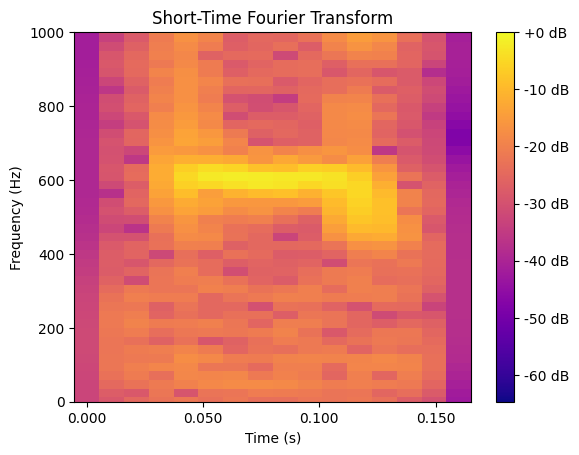 Short-Time Fourier Transform
1000
800
600
400
200
0
Frequency (Hz)
0.000
0.050
0.100
0.150
Time (s)
+0 dB
-10 dB
-20 dB
-30 dB
-40 dB
-50 dB
-60 dB